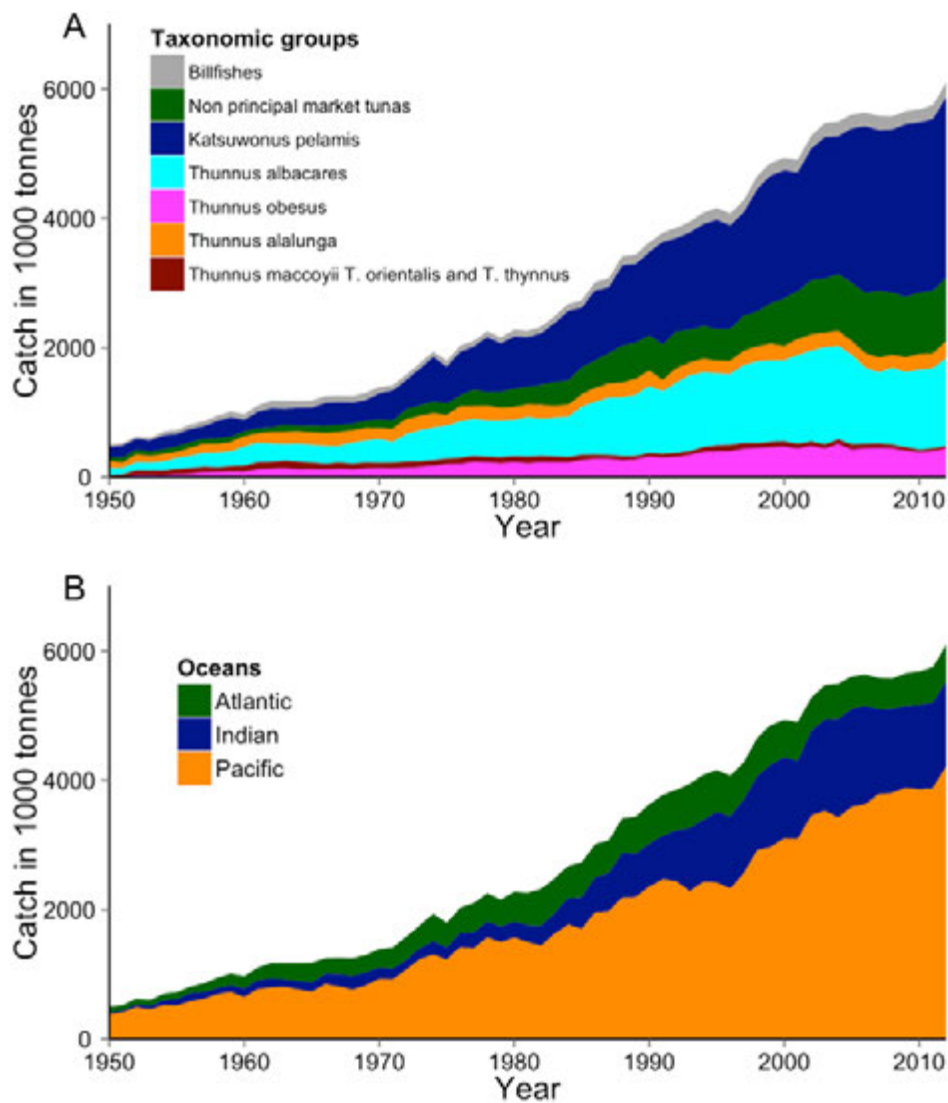 A
Taxonomic groups
Billfishes
Non principal market tunas
Katsuwonus pelamis
Thunnus albacares
Thunnus obesus
Thunnus alalunga
Thunnus maccoyii T. orientalis and T. thynnus
Catch in 1000 tonnes
6000
4000
2000
0
1950 1960 1970 1980 1990 2000 2010
Year
B
Oceans
Atlantic
Indian
Pacific
Catch in 1000 tonnes
6000
4000
2000
0
1950 1960 1970 1980 1990 2000 2010
Year